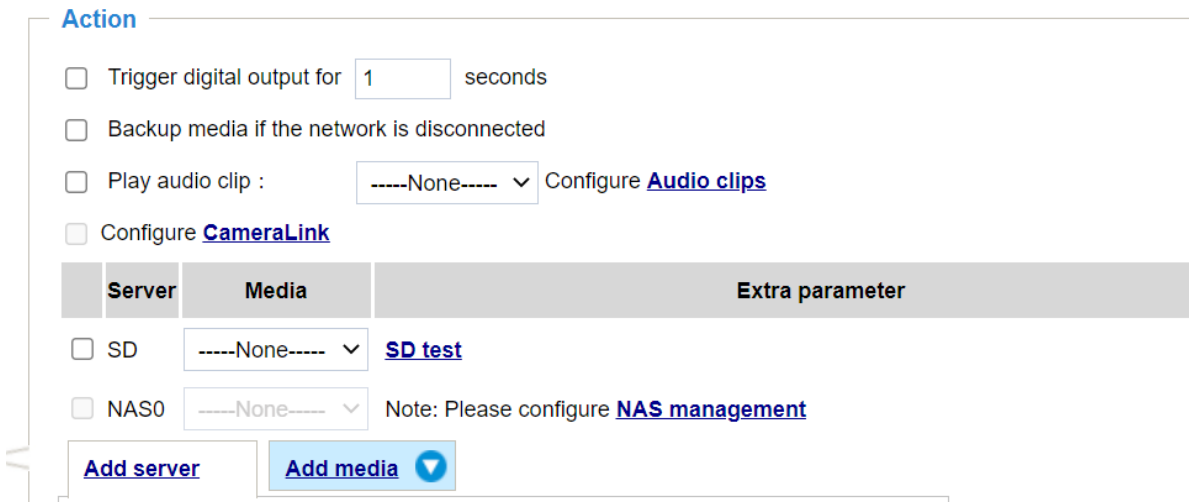 Action
Trigger digital output for 1 seconds
Backup media if the network is disconnected
Play audio clip : -----None----- Configure Audio clips
Configure CameraLink
Server Media Extra parameter
SD -----None----- SD test
NAS0 -----None----- Note: Please configure NAS management
Add server Add media